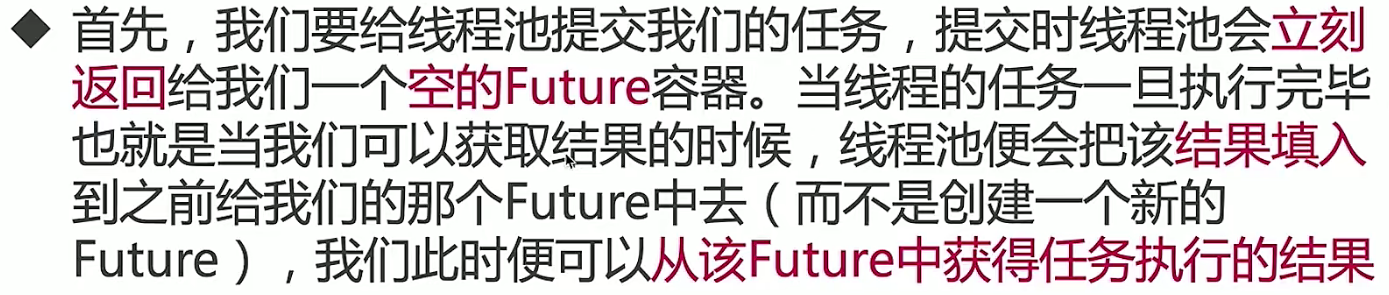 ◆ 首先，我们要给线程池提交我们的任务，提交时线程池会立刻
返回给我们一个空的Future容器。当线程的任务一旦执行完毕
也就是当我们可以获取结果的时候，线程池便会把该结果填入
到之前给我们的那个Future中去（而不是创建一个新的
Future），我们此时便可以从该Future中获得任务执行的结果